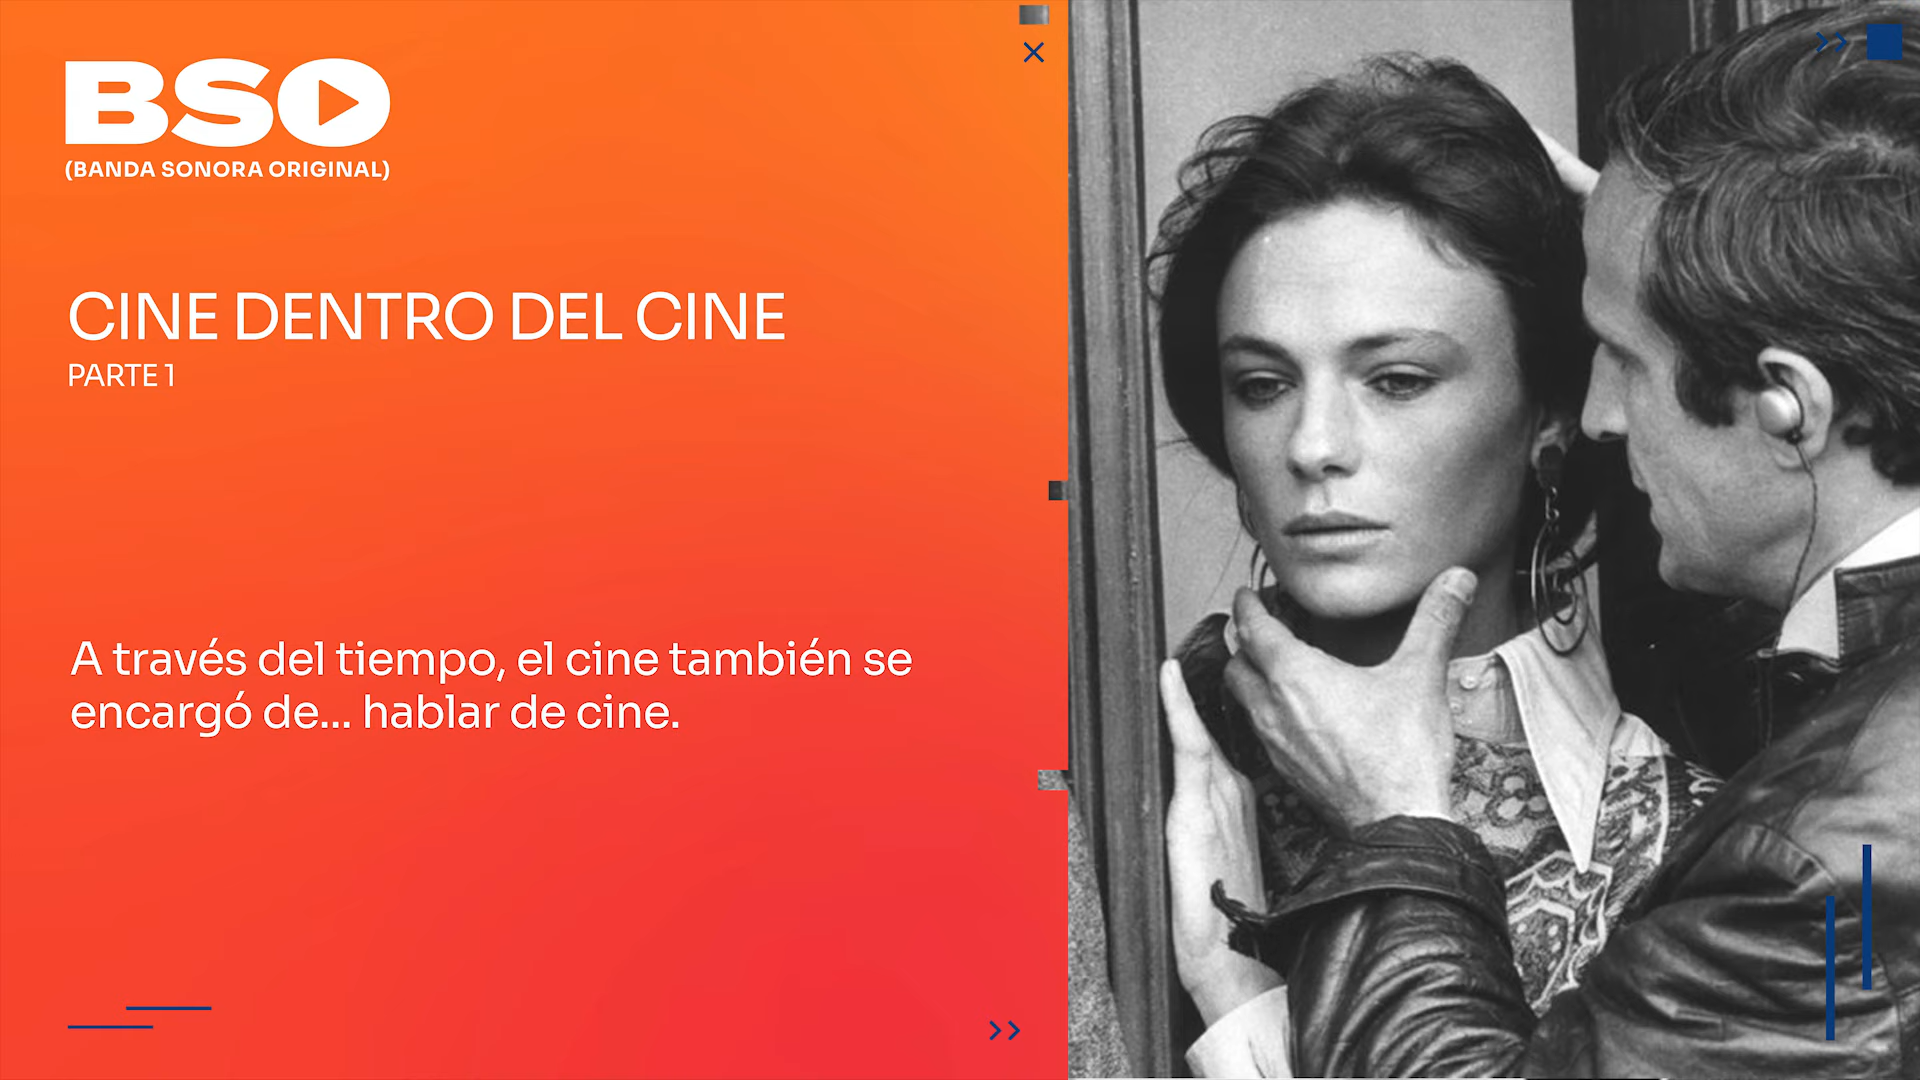 BSO
(BANDA SONORA ORIGINAL)
CINE DENTRO DEL CINE
PARTE 1
A través del tiempo, el cine también se
encargó de... hablar de cine.